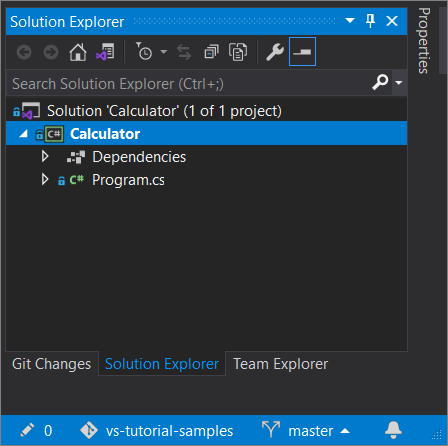 Solution Explorer
Properties
Search Solution Explorer (Ctrl+;)
Solution 'Calculator' (1 of 1 project)
C# Calculator
Dependencies
C# Program.cs
Git Changes Solution Explorer Team Explorer
0 vs-tutorial-samples master